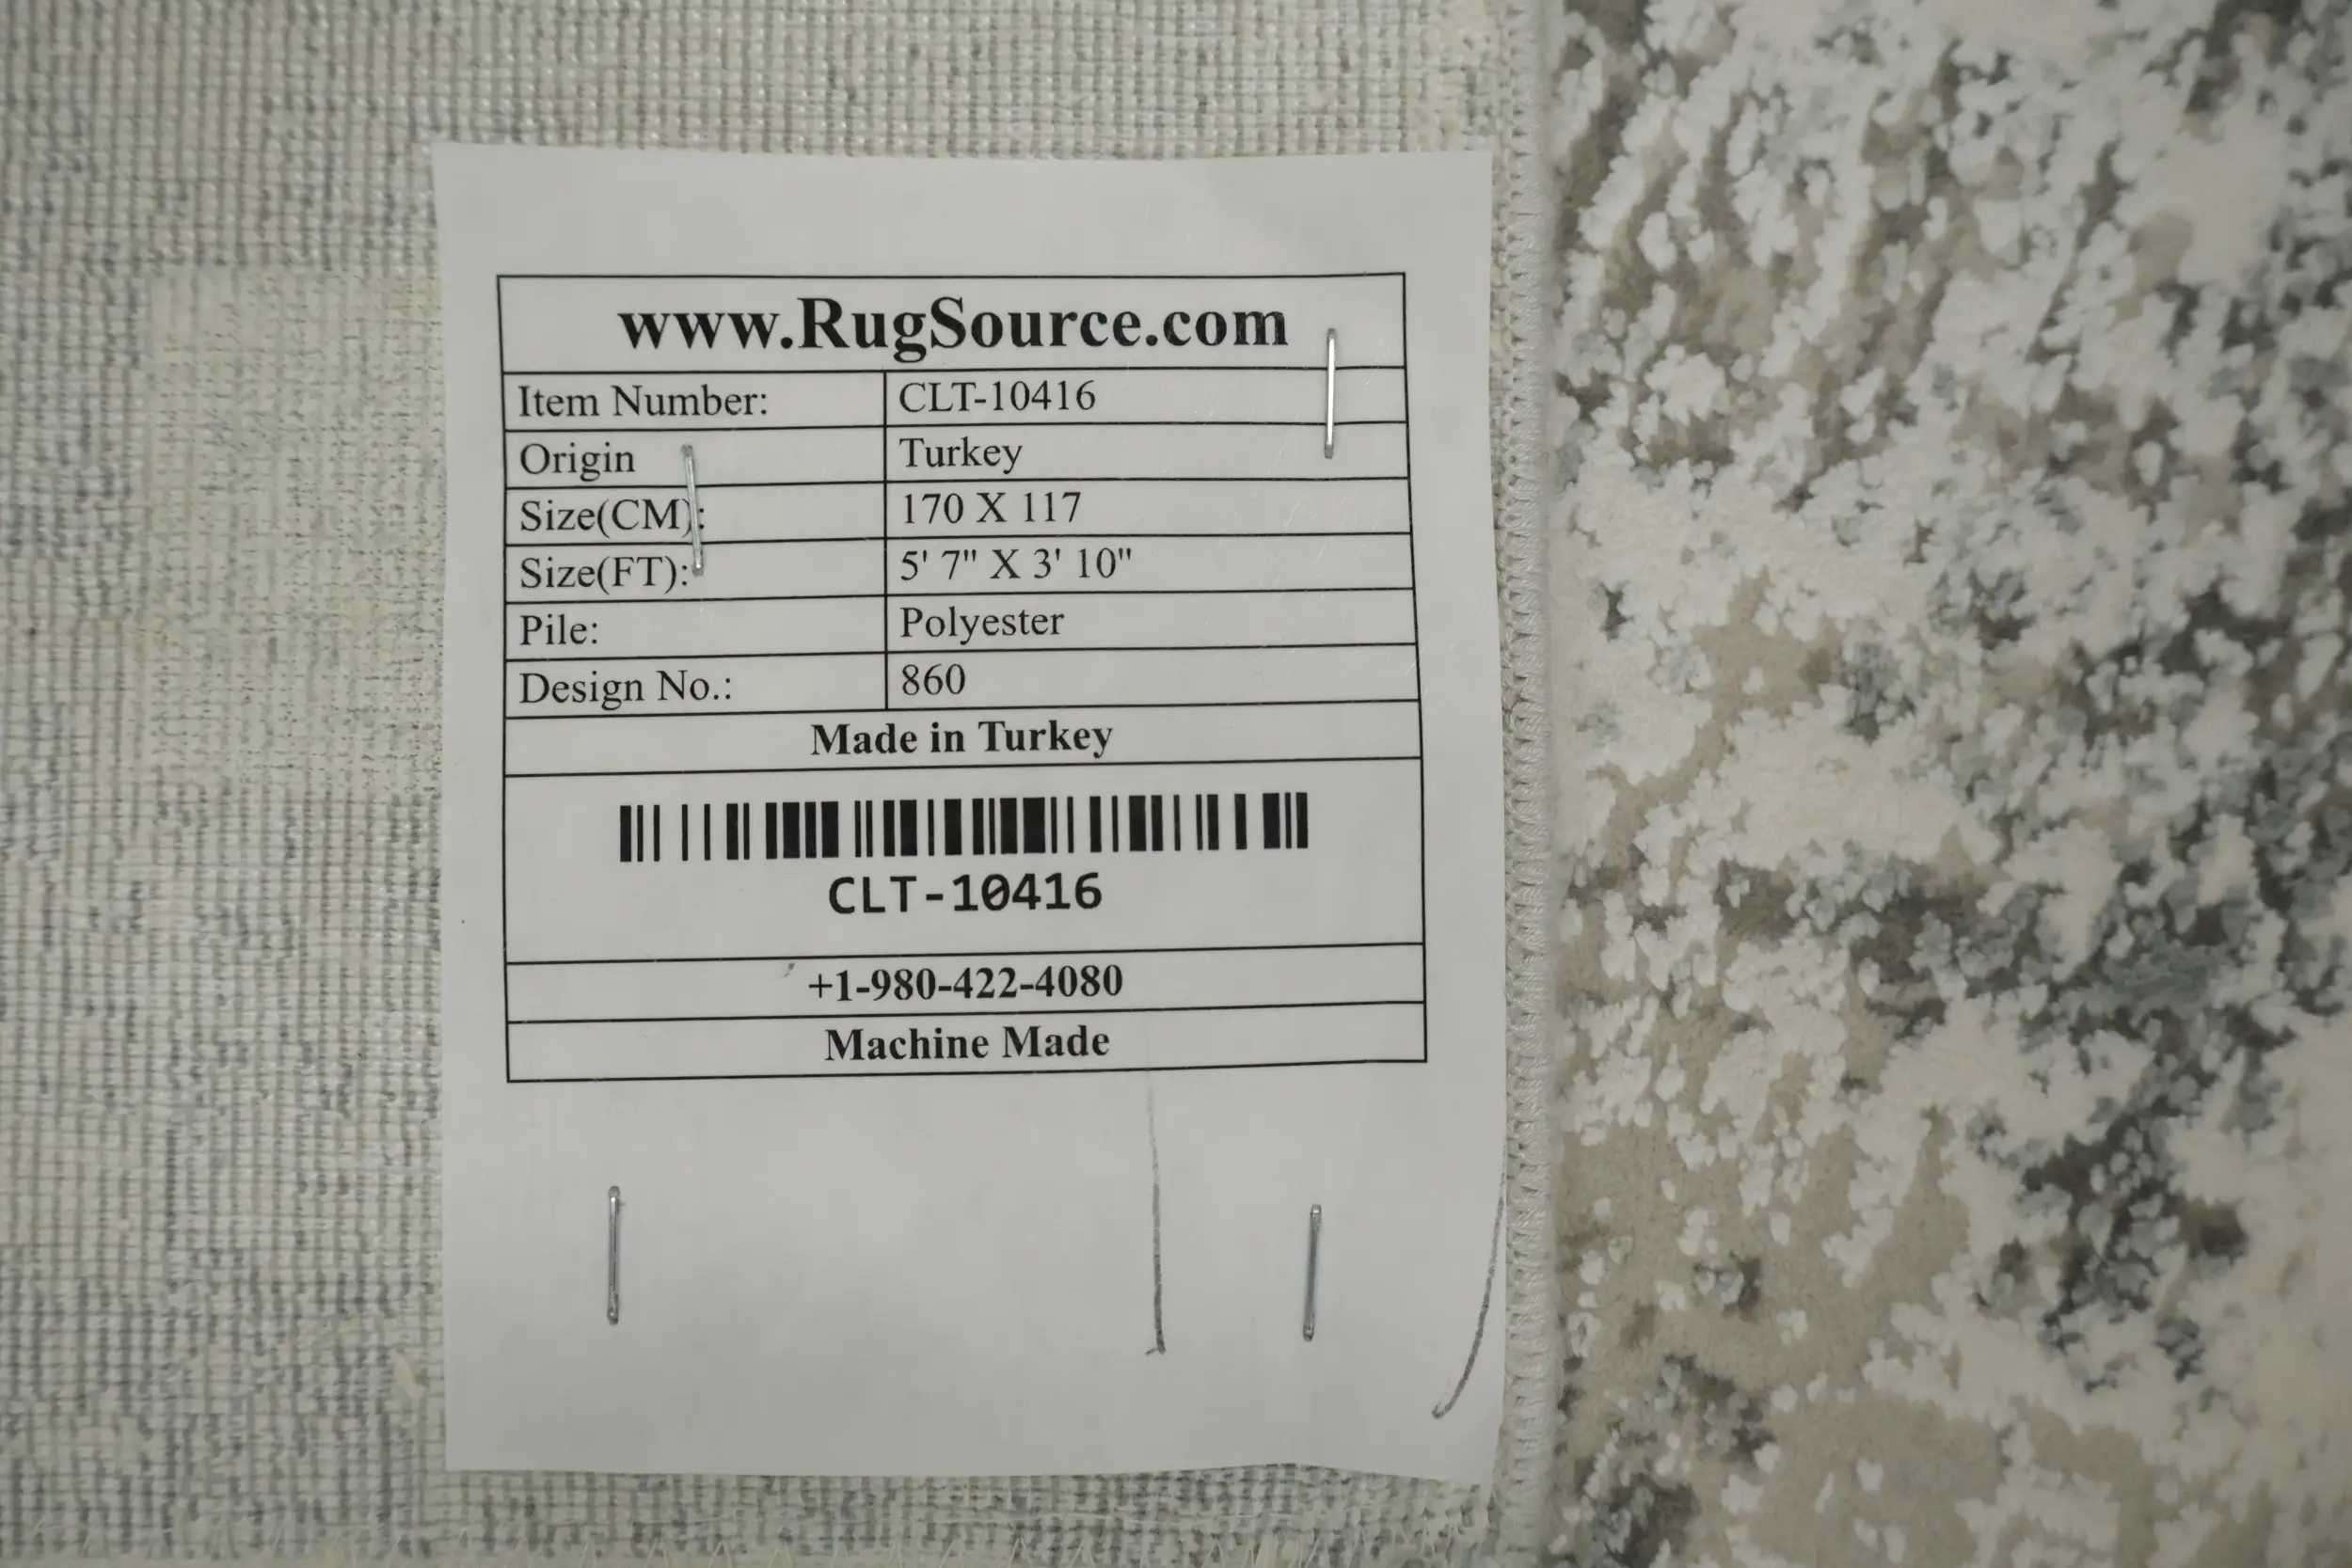 www.RugSource.com
Item Number: CLT-10416
Origin Turkey
Size(CM): 170 X 117
Size(FT): 5' 7" X 3' 10"
Pile: Polyester
Design No.: 860
Made in Turkey
CLT-10416
+1-980-422-4080
Machine Made